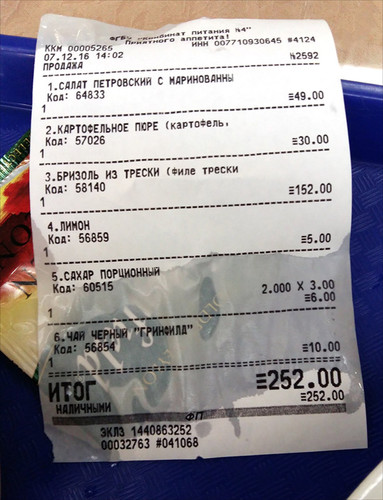 ФГБУ "Комбинат питания №4"
Приятного аппетита!
ККМ 00005265 ИНН 007710930645 #4124
07.12.16 14:02 №2592
ПРОДАЖА
1.САЛАТ ПЕТРОВСКИЙ С МАРИНОВАННЫ
Код: 64833
1 ≡49.00
2.КАРТОФЕЛЬНОЕ ПЮРЕ (картофель,
Код: 57026
1 ≡30.00
3.БРИЗОЛЬ ИЗ ТРЕСКИ (филе трески
Код: 58140
1 ≡152.00
4.ЛИМОН
Код: 56859
1 ≡5.00
5.САХАР ПОРЦИОННЫЙ
Код: 60515
2.000 X 3.00
1 ≡6.00
6.ЧАЙ ЧЕРНЫЙ "ГРИНФИЛД"
Код: 56854
1 ≡10.00
ИТОГ ≡252.00
НАЛИЧНЫМИ ≡252.00
ФП
ЭКЛЗ 1440863252
00032763 #041068